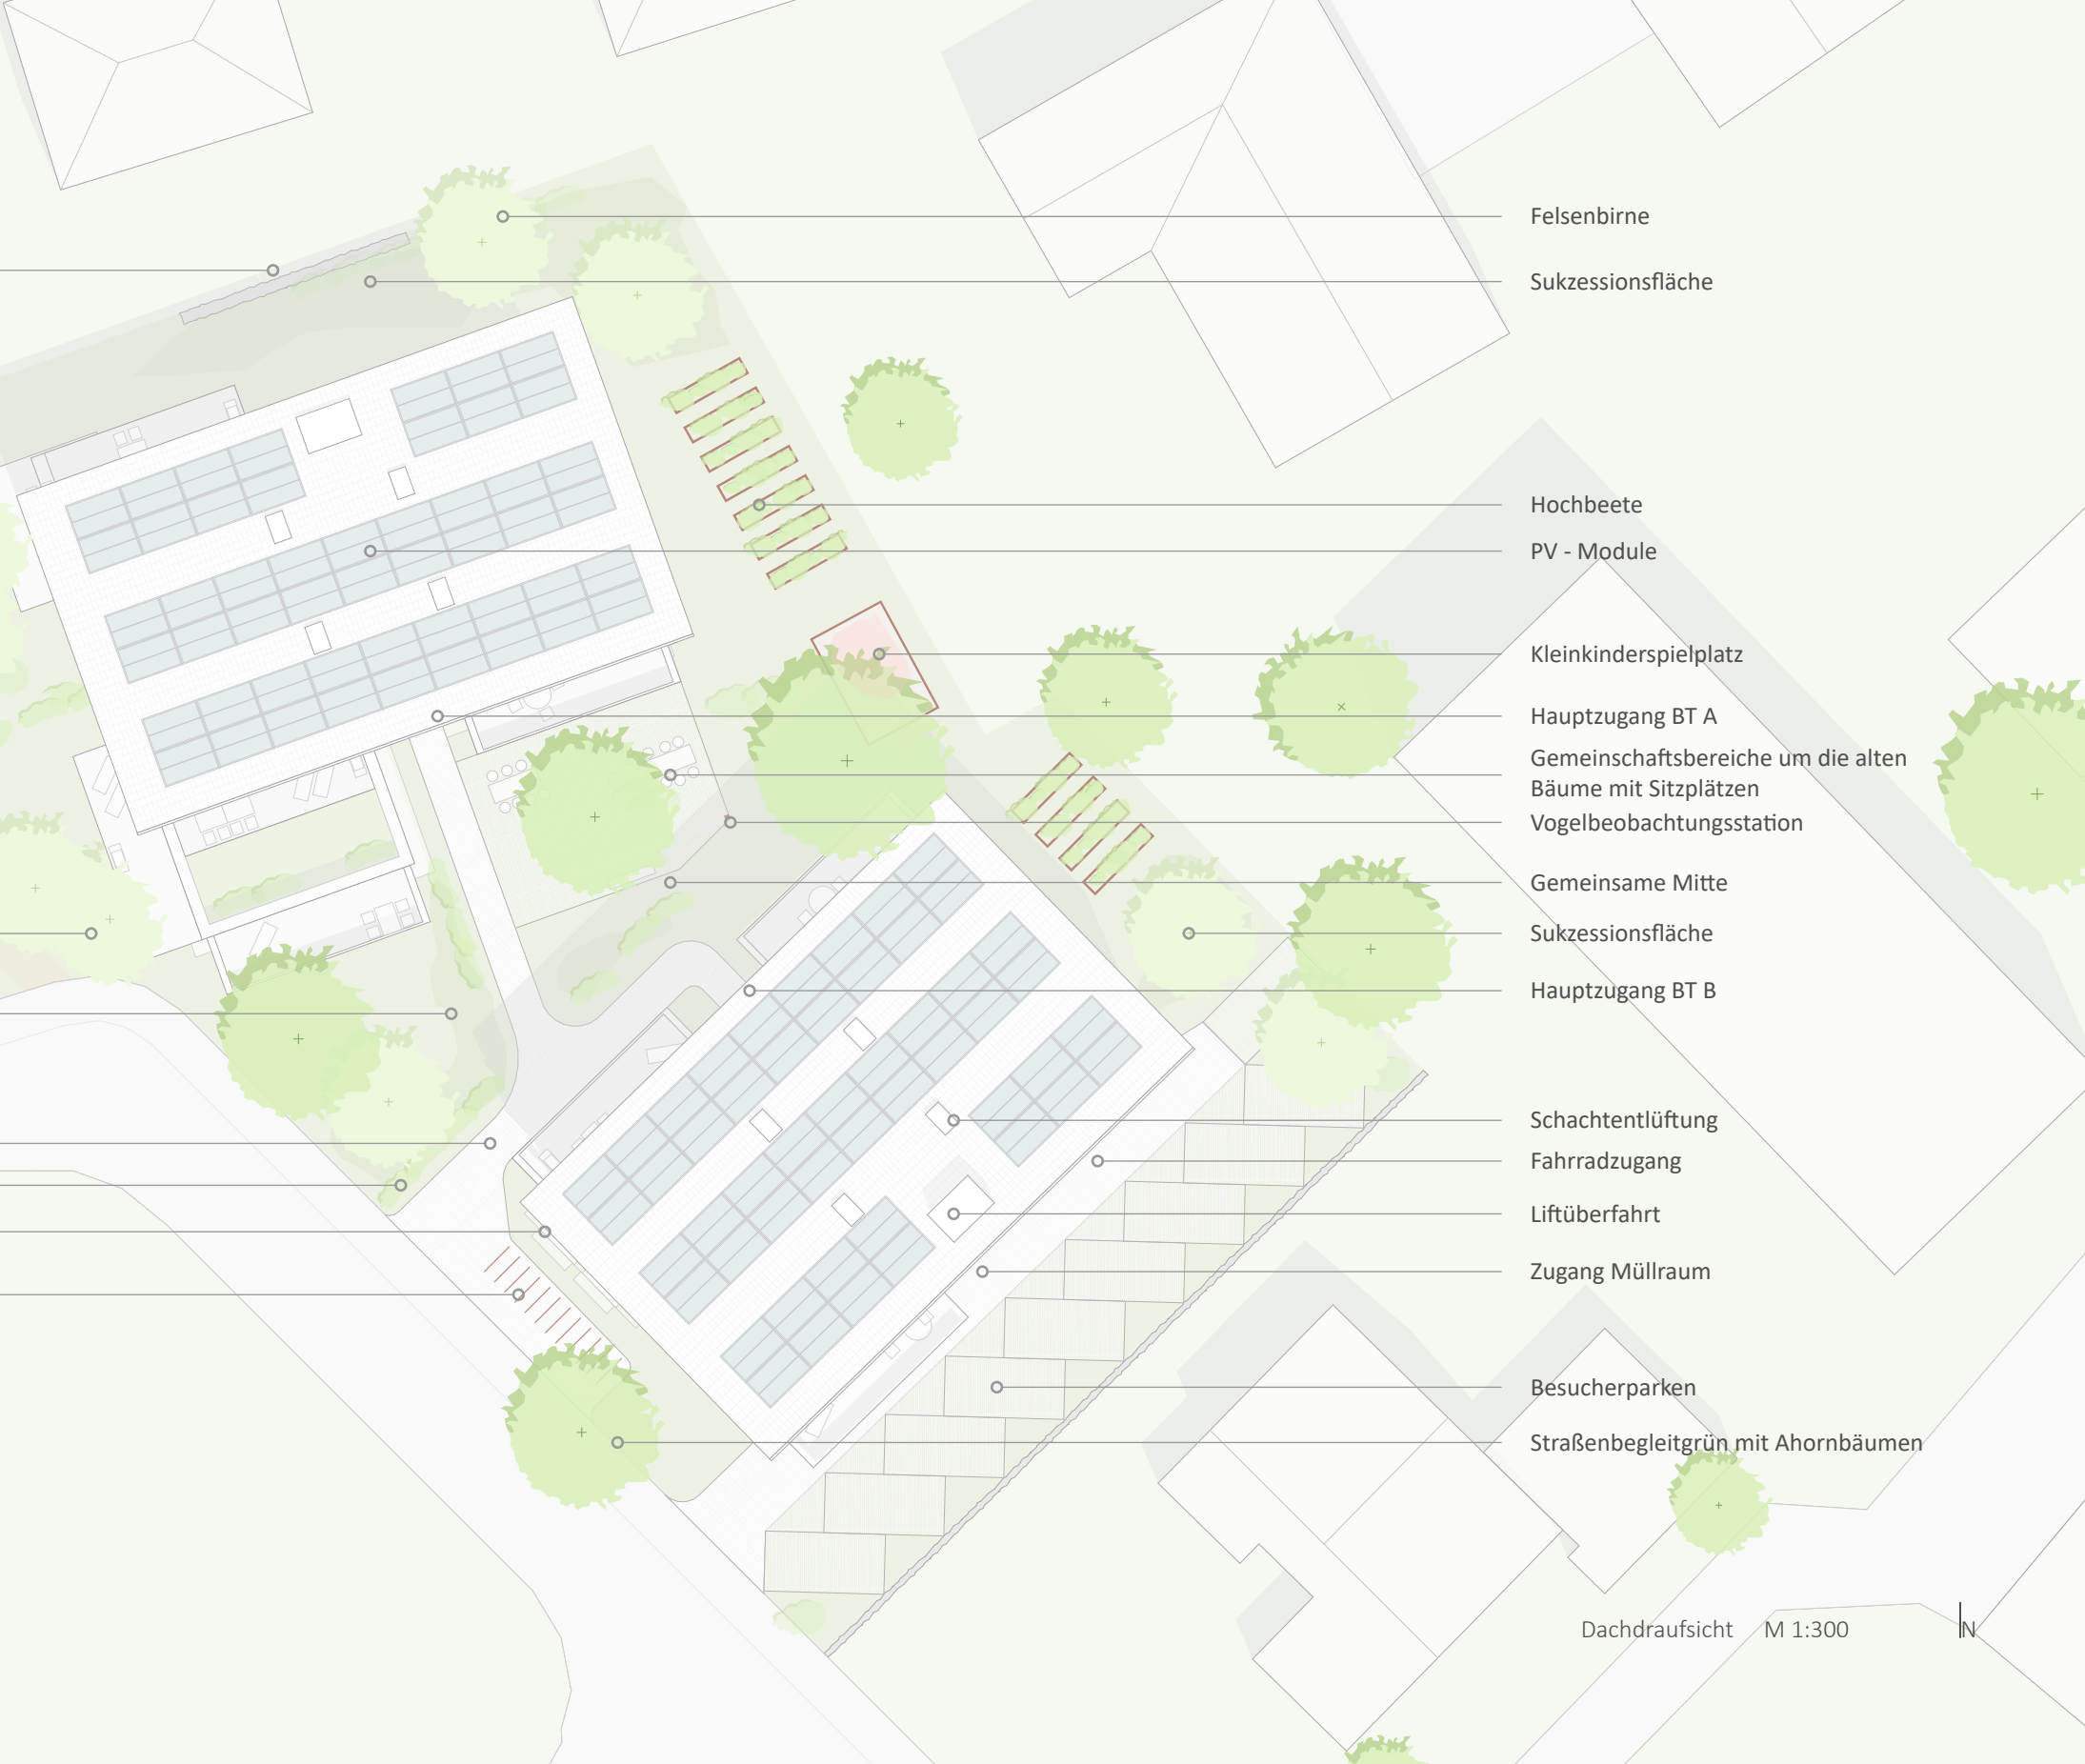 Felsenbirne
Sukzessionsfläche
Hochbeete
PV - Module
Kleinkinderspielplatz
Hauptzugang BT A
Gemeinschaftsbereiche um die alten
Bäume mit Sitzplätzen
Vogelbeobachtungsstation
Gemeinsame Mitte
Sukzessionsfläche
Hauptzugang BT B
Schachtentlüftung
Fahrradzugang
Liftüberfahrt
Zugang Müllraum
Besucherparken
Straßenbegleitgrün mit Ahornbäumen
Dachdraufsicht M 1:300 N